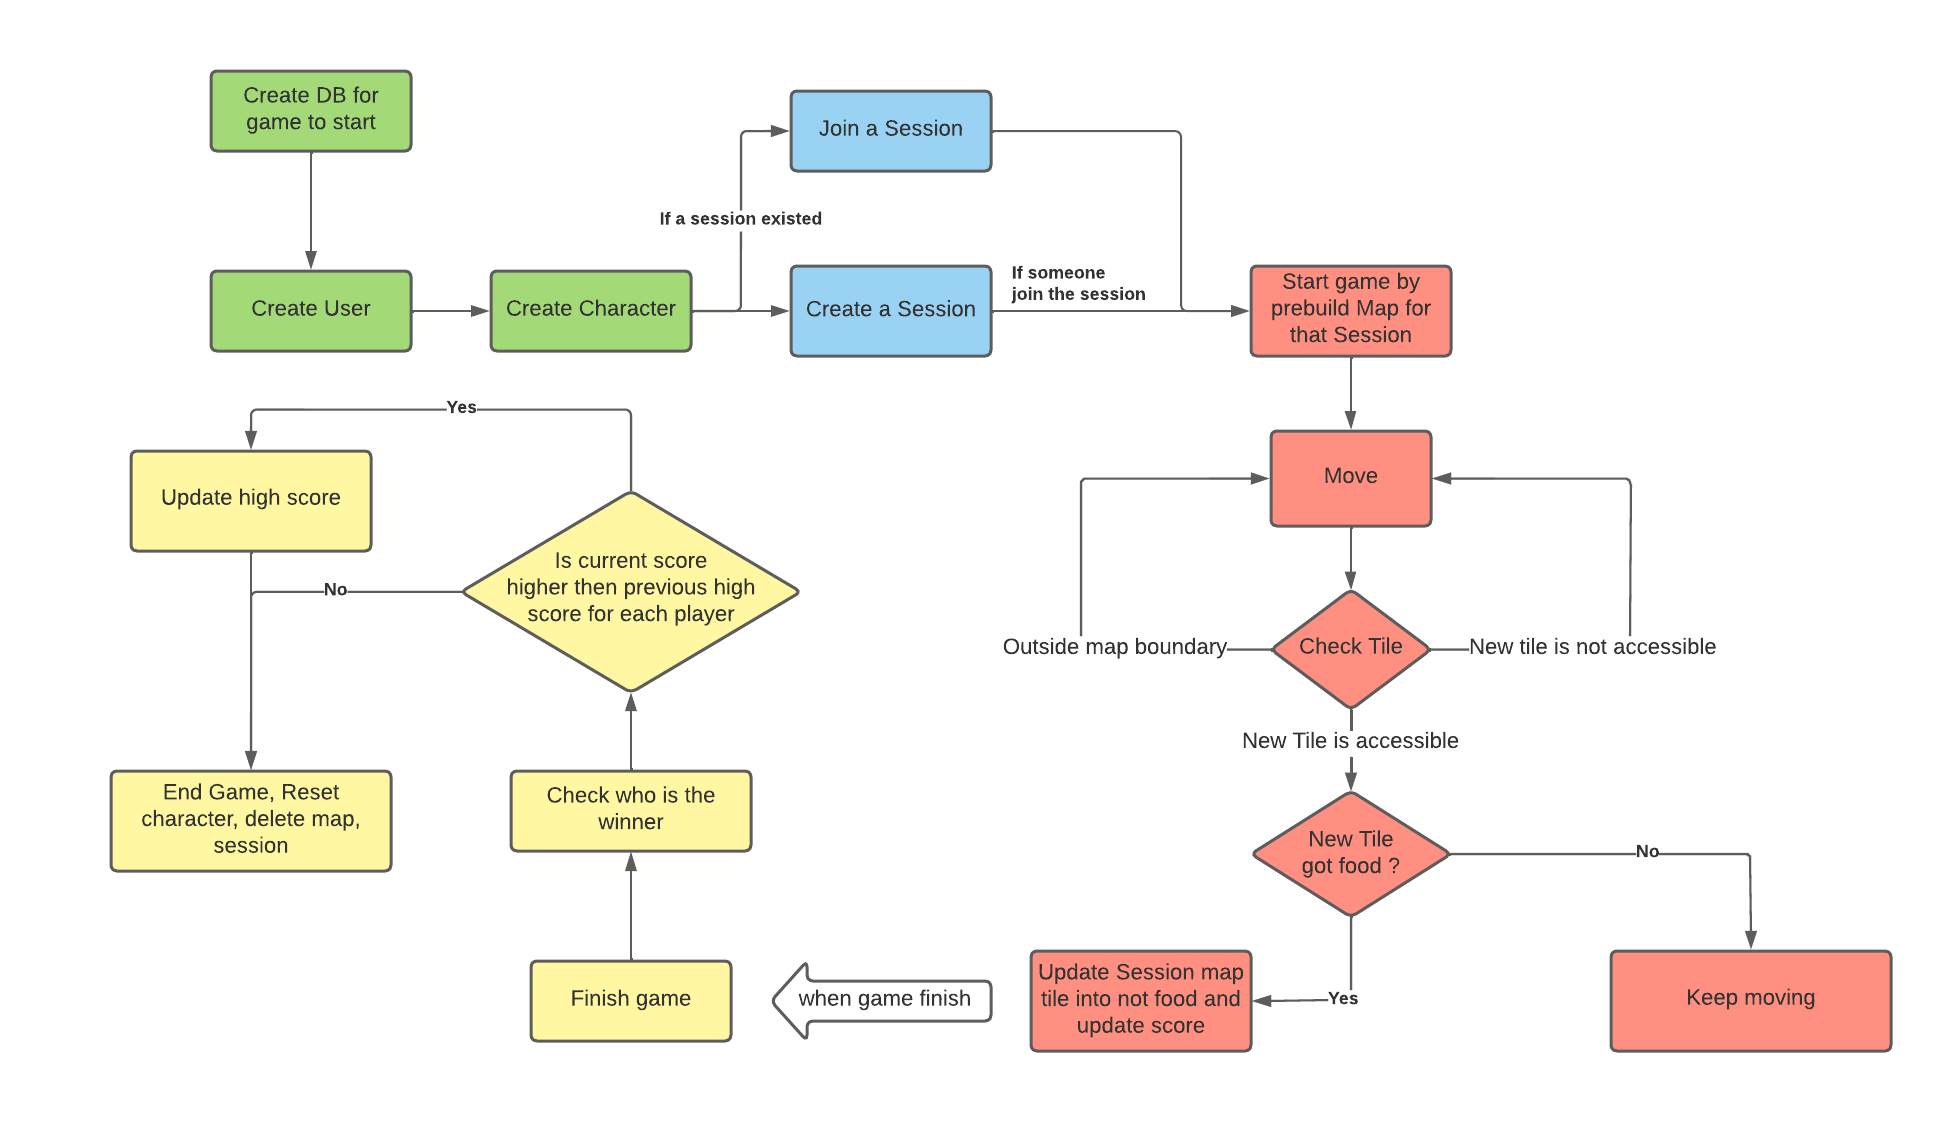 Create DB for
game to start
Join a Session
If a session existed
Create User
Create Character
Create a Session
If someone
join the session
Start game by
prebuild Map for
that Session
Yes
Update high score
Move
Is current score
higher then previous high
score for each player
No
Outside map boundary
Check Tile
New tile is not accessible
New Tile is accessible
End Game, Reset
character, delete map,
session
Check who is the
winner
New Tile
got food ?
No
Finish game
when game finish
Update Session map
tile into not food and
update score
Yes
Keep moving